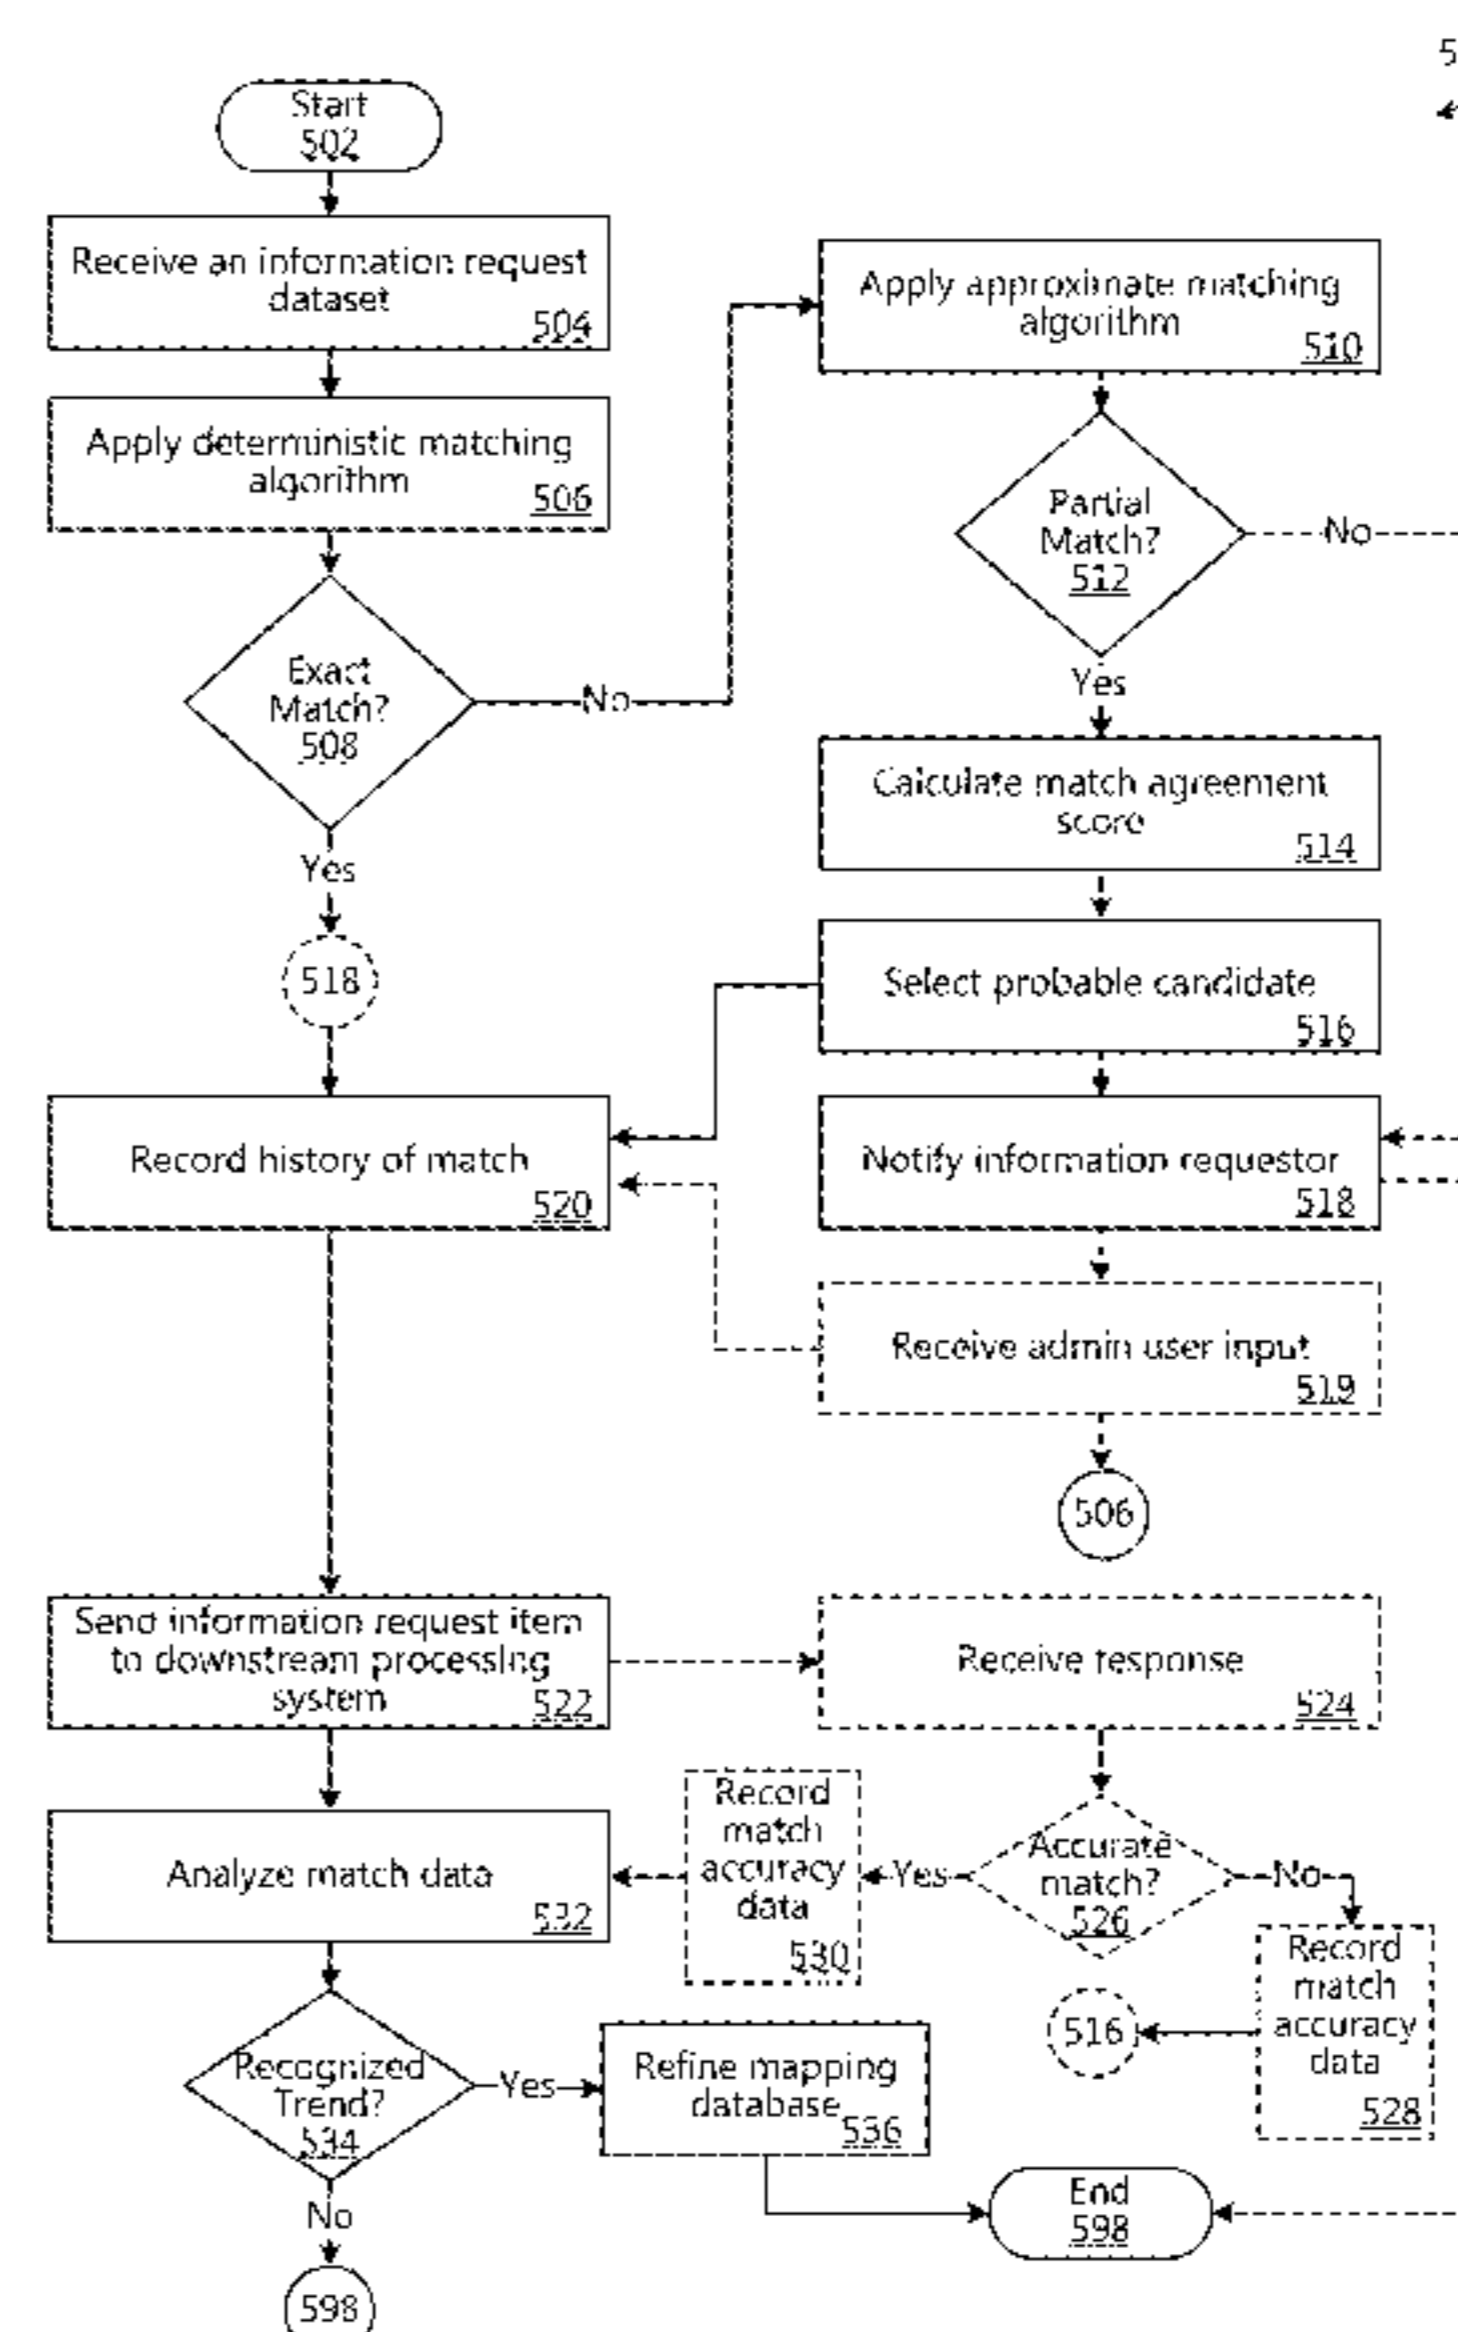 5
Start
502
Receive an information request
dataset
504
Apply deterministic matching
algorithm
506
Exact
Match?
508
No
Yes
518
Record history of match
520
Send information request item
to downstream processing
system
522
Analyze match data
532
Recognized
Trend?
534
Yes
No
598
Apply approximate matching
algorithm
510
Partial
Match?
512
No
Yes
Calculate match agreement
score
514
Select probable candidate
516
Notify information requestor
518
Receive admin user input
519
506
Receive response
524
Accurate
match?
526
Yes
No
Record
match
accuracy
data
530
Record
match
accuracy
data
528
516
Refine mapping
database
536
End
598